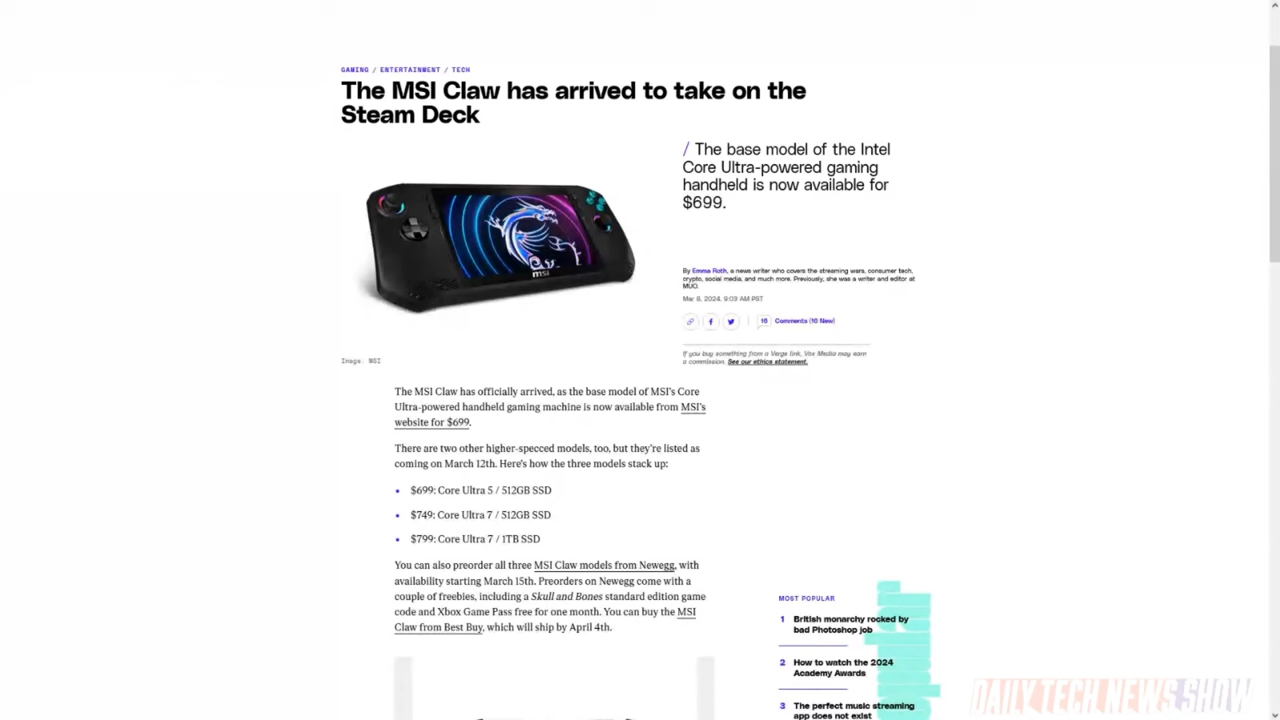 GAMING / ENTERTAINMENT / TECH
The MSI Claw has arrived to take on the
Steam Deck
/ The base model of the Intel
Core Ultra-powered gaming
handheld is now available for
$699.
msi
By Emma Roth, a news writer who covers the streaming wars, consumer tech,
crypto, social media, and much more. Previously, she was a writer and editor at
MUO.
Mar 8, 2024, 9:03 AM PST
16 Comments (16 New)
If you buy something from a Verge link, Vox Media may earn
a commission. See our ethics statement.
Image: MSI
The MSI Claw has officially arrived, as the base model of MSI's Core
Ultra-powered handheld gaming machine is now available from MSI's
website for $699.
There are two other higher-specced models, too, but they're listed as
coming on March 12th. Here's how the three models stack up:
• $699: Core Ultra 5 / 512GB SSD
• $749: Core Ultra 7 / 512GB SSD
• $799: Core Ultra 7 / 1TB SSD
You can also preorder all three MSI Claw models from Newegg, with
availability starting March 15th. Preorders on Newegg come with a
couple of freebies, including a Skull and Bones standard edition game
code and Xbox Game Pass free for one month. You can buy the MSI
Claw from Best Buy, which will ship by April 4th.
MOST POPULAR
1 British monarchy rocked by
bad Photoshop job
2 How to watch the 2024
Academy Awards
3 The perfect music streaming
app does not exist
DAILY TECH NEWS SHOW